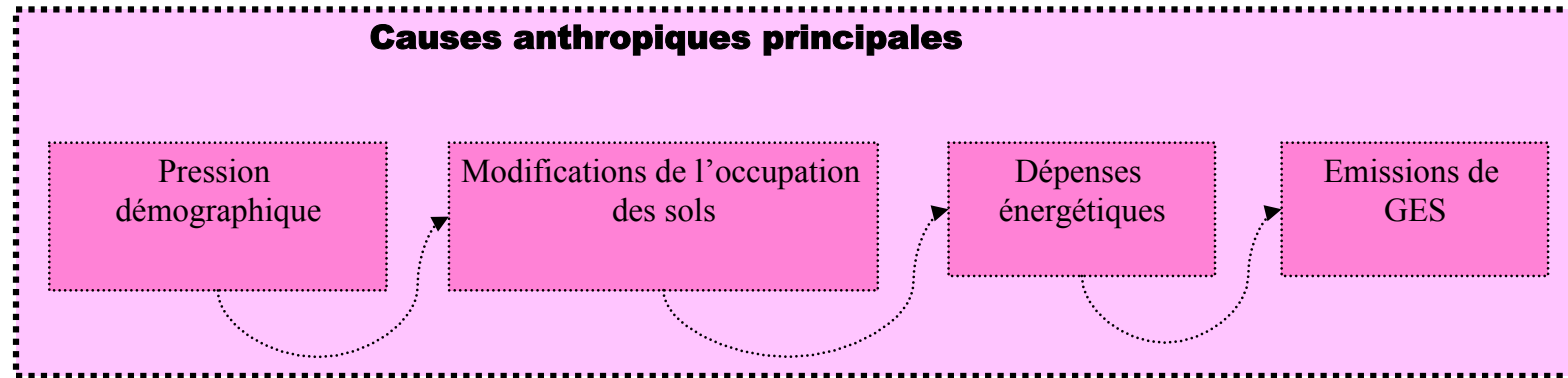 Causes anthropiques principales
Pression
démographique
Modifications de l’occupation
des sols
Dépenses
énergétiques
Emissions de
GES